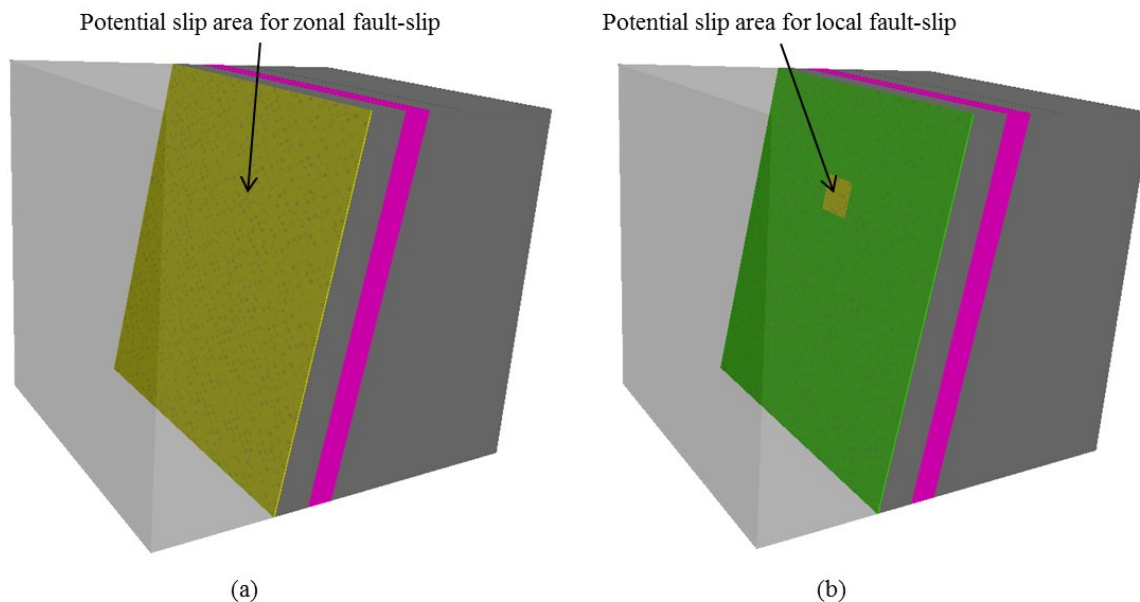 Potential slip area for zonal fault-slip
Potential slip area for local fault-slip
(a)
(b)